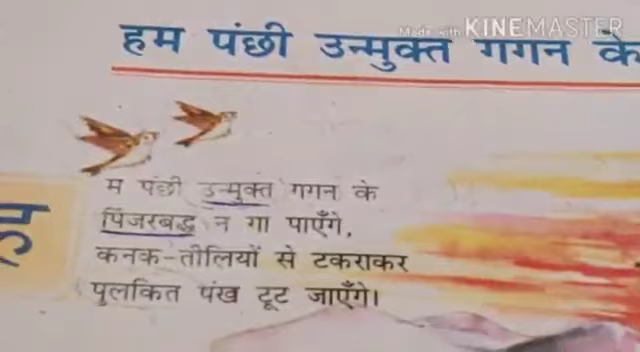 Made with KINEMASTER
हम पंछी उन्मुक्त गगन के
ह
म पंछी उन्मुक्त गगन के
पिंजरबद्ध न गा पाएँगे,
कनक-तीलियों से टकराकर
पुलकित पंख टूट जाएँगे।